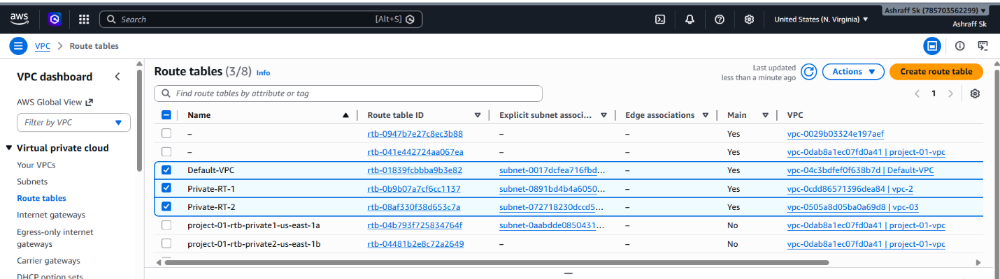 aws
Search [Alt+S]
United States (N. Virginia) ▼
Ashraff Sk (785703562299) ▼
Ashraff Sk
VPC > Route tables
VPC dashboard
AWS Global View
Filter by VPC
Virtual private cloud
Your VPCs
Subnets
Route tables
Internet gateways
Egress-only internet
gateways
Carrier gateways
DHCP option sets
Route tables (3/8) Info
Last updated
less than a minute ago
Actions ▼
Create route table
Find route tables by attribute or tag
< 1 >
Name Route table ID Explicit subnet associ... Edge associations Main VPC
– rtb-0947b7e27c8ec3b88 – – Yes vpc-0029b03324e197aef
– rtb-041e442724aa067ea – – Yes vpc-0dab8a1ec07fd0a41 | project-01-vpc
Default-VPC rtb-01839fcbbba9b3e82 subnet-0017dcfea716fbd... – Yes vpc-04c3bdfef0f638b7d | Default-VPC
Private-RT-1 rtb-0b9b07a7cf6cc1137 subnet-0891bd4b4a6050... – Yes vpc-0cdd86571396dea84 | vpc-2
Private-RT-2 rtb-08af330f38d653c7a subnet-072718230dccd5... – Yes vpc-0505a8d05ba0a69d8 | vpc-03
project-01-rtb-private1-us-east-1a rtb-04b793f725834764f subnet-0aabdde0850431... – No vpc-0dab8a1ec07fd0a41 | project-01-vpc
project-01-rtb-private2-us-east-1b rtb-04481b2e8c72a2649 – – No vpc-0dab8a1ec07fd0a41 | project-01-vpc